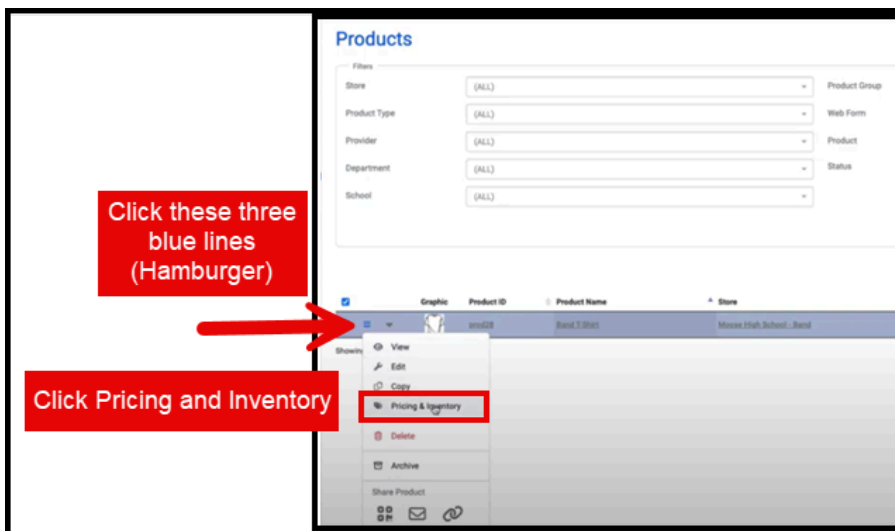 Products
Filters
Store (ALL) Product Group
Product Type (ALL) Web Form
Provider (ALL) Product
Department (ALL) Status
School (ALL)
Click these three
blue lines
(Hamburger)
Graphic Product ID Product Name Store
prod28 Band T-Shirt Moose High School - Band
Showing
View
Edit
Copy
Click Pricing and Inventory
Pricing & Inventory
Delete
Archive
Share Product